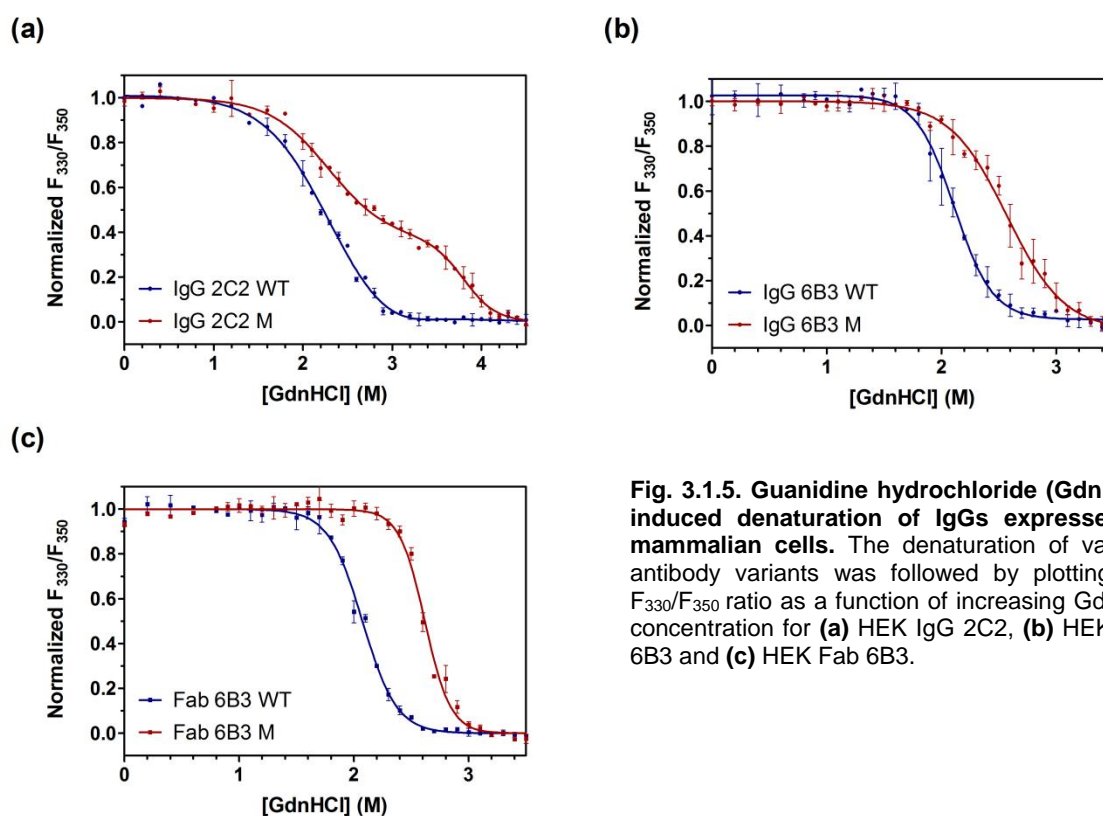 (a)
Normalized F330/F350
1.0
0.8
0.6
0.4
0.2
0.0
IgG 2C2 WT
IgG 2C2 M
0 1 2 3 4
[GdnHCl] (M)
(b)
Normalized F330/F350
1.0
0.8
0.6
0.4
0.2
0.0
IgG 6B3 WT
IgG 6B3 M
0 1 2 3
[GdnHCl] (M)
(c)
Normalized F330/F350
1.0
0.8
0.6
0.4
0.2
0.0
Fab 6B3 WT
Fab 6B3 M
0 1 2 3
[GdnHCl] (M)
Fig. 3.1.5. Guanidine hydrochloride (Gdn
induced denaturation of IgGs expresse
mammalian cells. The denaturation of va
antibody variants was followed by plotting
F330/F350 ratio as a function of increasing Gd
concentration for (a) HEK IgG 2C2, (b) HEK
6B3 and (c) HEK Fab 6B3.